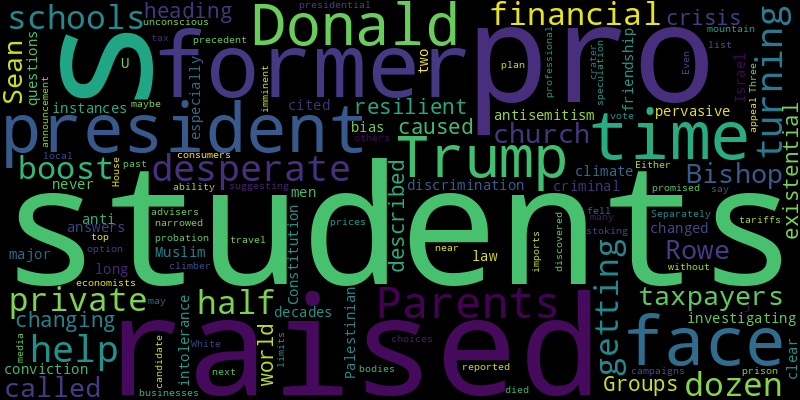 schools
heading
Donald
financial
crisis
unconscious
presidential
mountain
tax
precedent
Sean
questions
S
former
pro
U
two
plan
professional
crater
speculation
friendship
Even
list
Israel
turning
especially
imminent
instances
cited
resilient
antisemitism
pervasive
vote
appeal
Three
announcement
president
bias
caused
church
time
others
maybe
local
consumers
Trump
boost
past
House
desperate
climate
Either
Bishop
existential
never
ability
suggesting
men
described
discrimination
criminal
promised
say
students
anti
answers
top
option
advisers
narrowed
probation
travel
Constitution
prices
near
law
imports
discovered
fell
many
stoking
Separately
changed
tariffs
major
Muslim
climber
long
economists
may
Rowe
without
private
half
Parents
getting
taxpayers
changing
raised
decades
world
Palestinian
investigating
help
intolerance
White
limits
choices
face
clear
media
candidate
conviction
next
bodies
reported
campaigns
prison
called
businesses
died
Groups
dozen